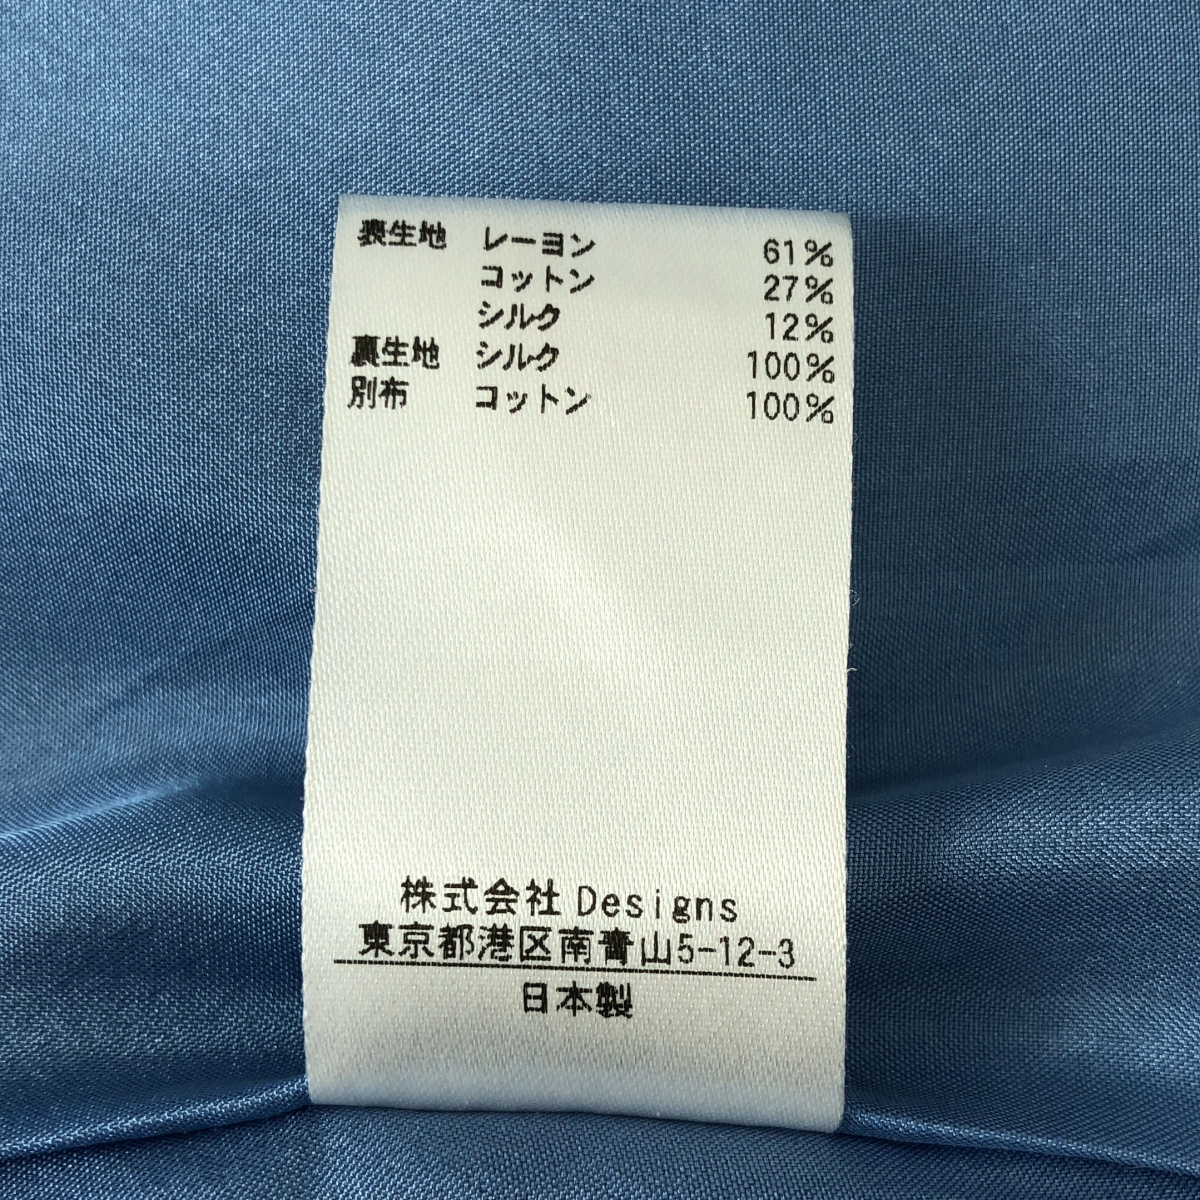 表生地 レーヨン 61%
コットン 27%
シルク 12%
裏生地 シルク 100%
別布 コットン 100%
株式会社 Designs
東京都港区南青山5-12-3
日本製